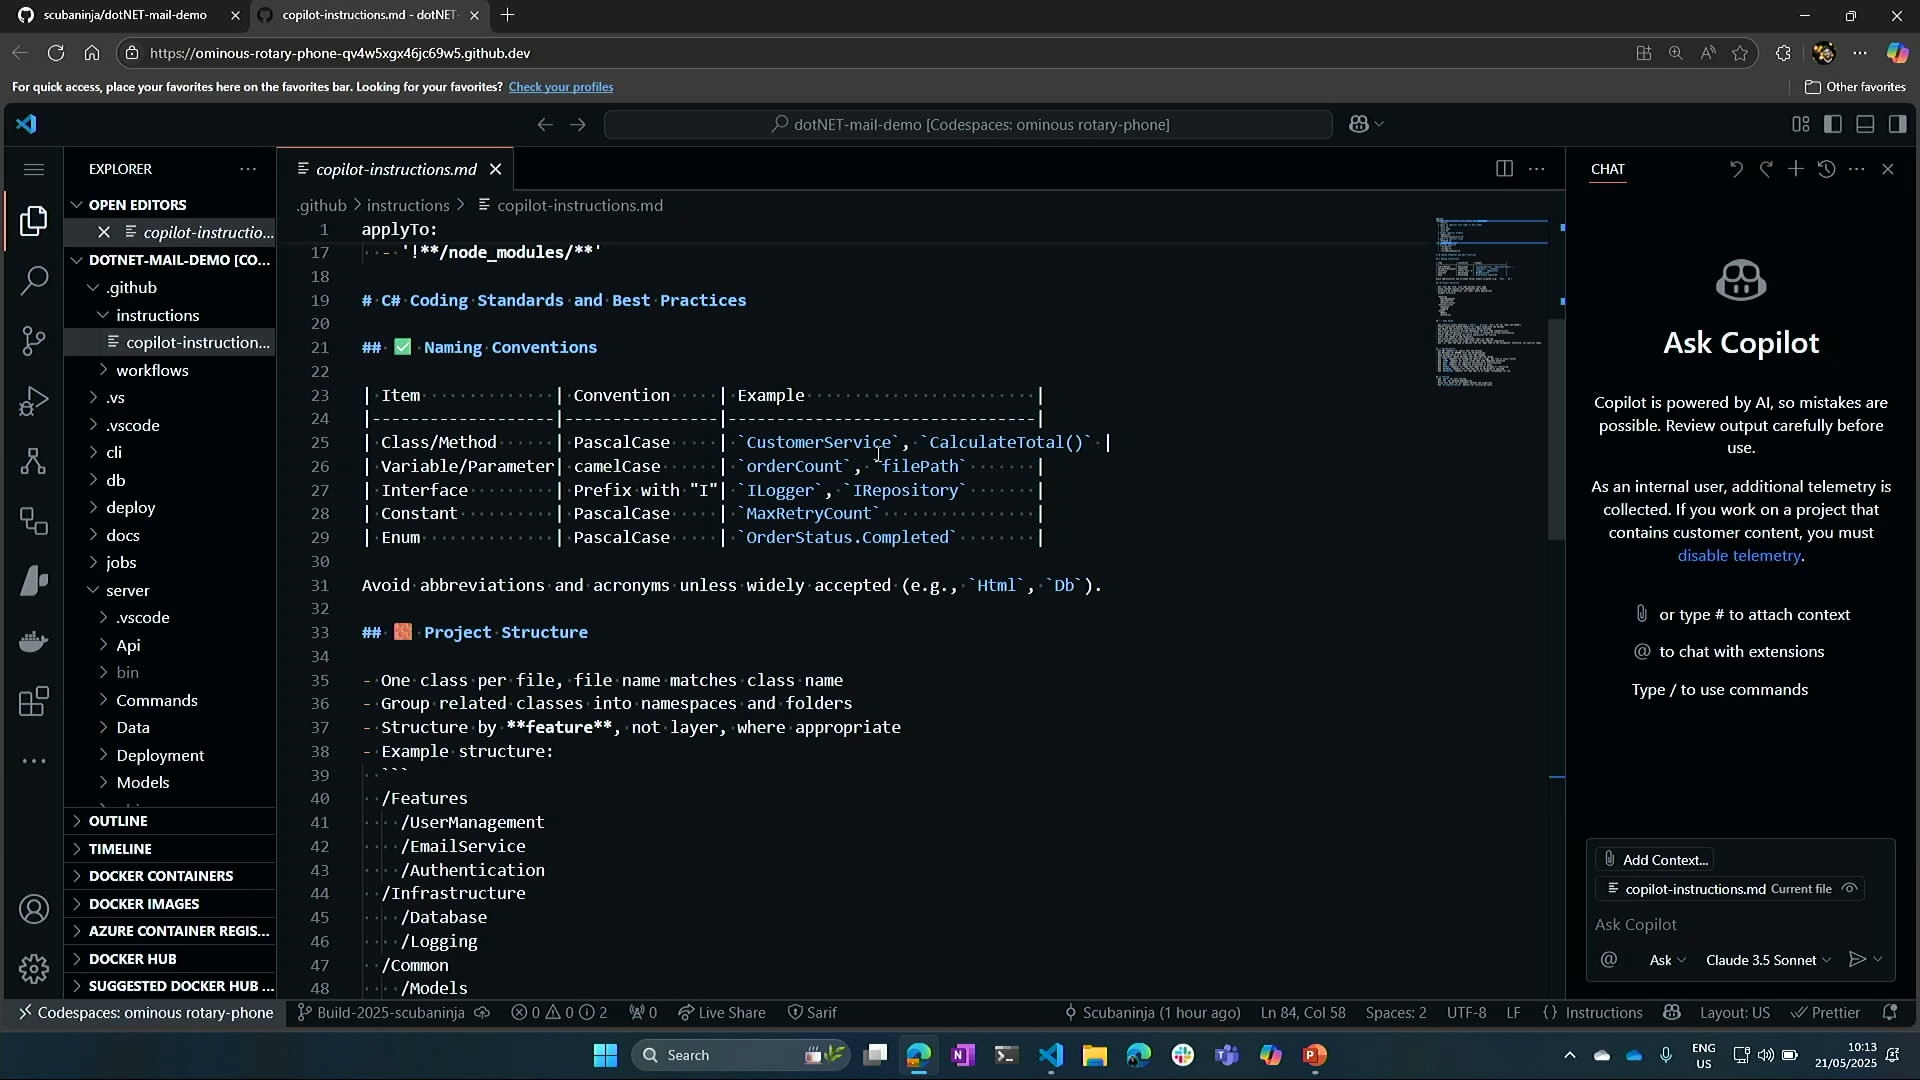 scubaninja/dotNET-mail-demo
copilot-instructions.md - dotNET-
https://ominous-rotary-phone-qv4w5xgx46jc69w5.github.dev
For quick access, place your favorites here on the favorites bar. Looking for your favorites? Check your profiles
Other favorites
dotNET-mail-demo [Codespaces: ominous rotary-phone]
EXPLORER
OPEN EDITORS
copilot-instructio...
DOTNET-MAIL-DEMO [CO...
.github
instructions
copilot-instruction...
workflows
.vs
.vscode
cli
db
deploy
docs
jobs
server
.vscode
Api
bin
Commands
Data
Deployment
Models
OUTLINE
TIMELINE
DOCKER CONTAINERS
DOCKER IMAGES
AZURE CONTAINER REGIS...
DOCKER HUB
SUGGESTED DOCKER HUB ...
copilot-instructions.md
.github > instructions > copilot-instructions.md
1 applyTo:
17 - '!**/node_modules/**'
18
19 # C# Coding Standards and Best Practices
20
21 ## ✅ Naming Conventions
22
23 | Item | Convention | Example |
24 |-------------------|----------------|--------------------------------|
25 | Class/Method | PascalCase | `CustomerService`, `CalculateTotal()` |
26 | Variable/Parameter| camelCase | `orderCount`, `filePath` |
27 | Interface | Prefix with "I"| `ILogger`, `IRepository` |
28 | Constant | PascalCase | `MaxRetryCount` |
29 | Enum | PascalCase | `OrderStatus.Completed` |
30
31 Avoid abbreviations and acronyms unless widely accepted (e.g., `Html`, `Db`).
32
33 ## 🧱 Project Structure
34
35 - One class per file, file name matches class name
36 - Group related classes into namespaces and folders
37 - Structure by **feature**, not layer, where appropriate
38 - Example structure:
39 ```
40 /Features
41 /UserManagement
42 /EmailService
43 /Authentication
44 /Infrastructure
45 /Database
46 /Logging
47 /Common
48 /Models
CHAT
Ask Copilot
Copilot is powered by AI, so mistakes are
possible. Review output carefully before
use.
As an internal user, additional telemetry is
collected. If you work on a project that
contains customer content, you must
disable telemetry.
or type # to attach context
@ to chat with extensions
Type / to use commands
Add Context...
copilot-instructions.md Current file
Ask Copilot
@ Ask Claude 3.5 Sonnet
Codespaces: ominous rotary-phone
Build-2025-scubaninja
0 0 2
0
Live Share
Sarif
Scubaninja (1 hour ago)
Ln 84, Col 58
Spaces: 2
UTF-8
LF
{} Instructions
Layout: US
Prettier
Search
ENG
US
10:13
21/05/2025